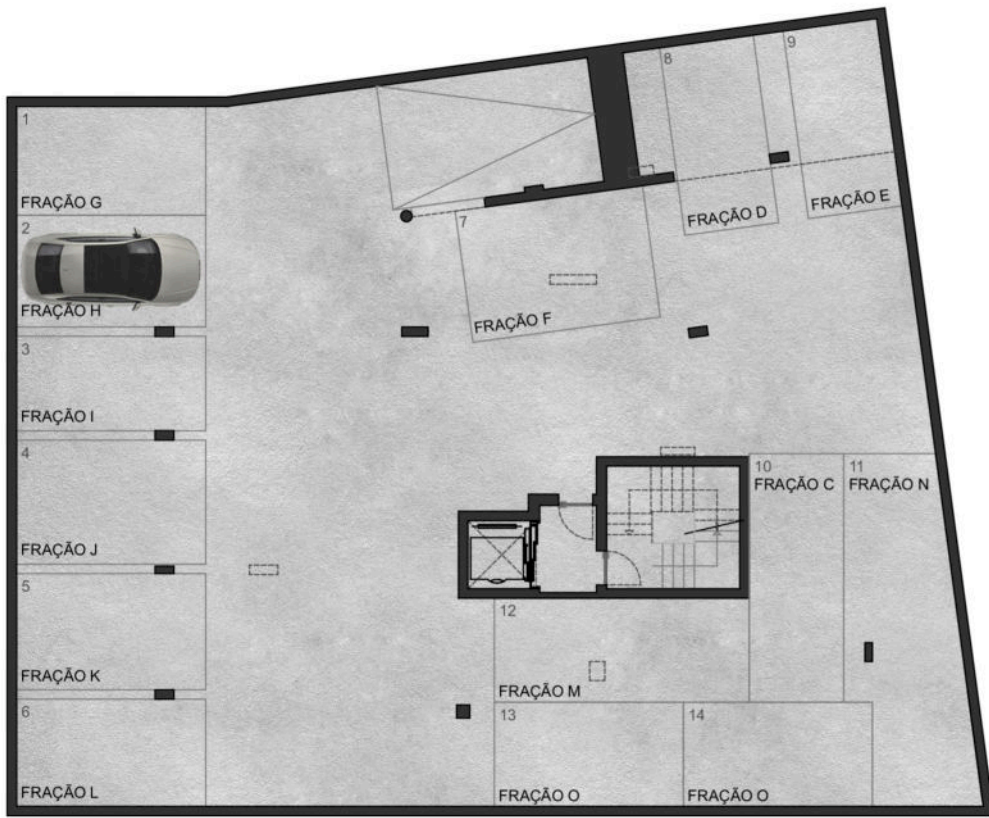 1
FRAÇÃO G
2
FRAÇÃO H
3
FRAÇÃO I
4
FRAÇÃO J
5
FRAÇÃO K
6
FRAÇÃO L
7
FRAÇÃO F
8
FRAÇÃO D
9
FRAÇÃO E
10
FRAÇÃO C
11
FRAÇÃO N
12
FRAÇÃO M
13
FRAÇÃO O
14
FRAÇÃO O